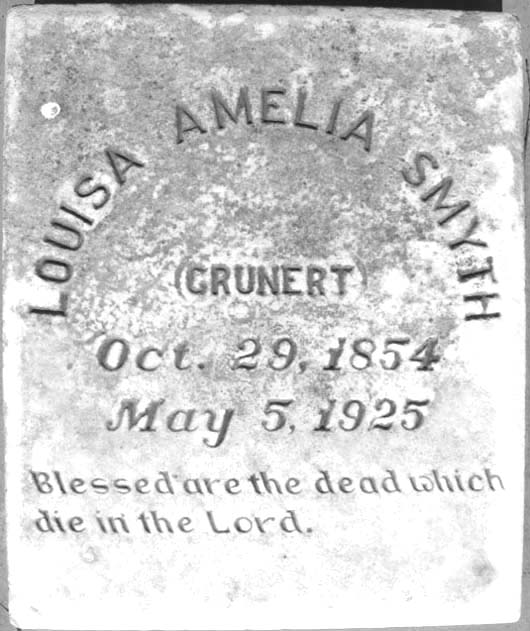 LOUISA AMELIA SMYTH
(GRUNERT)
Oct. 29, 1854
May 5, 1925
Blessed are the dead which
die in the Lord.